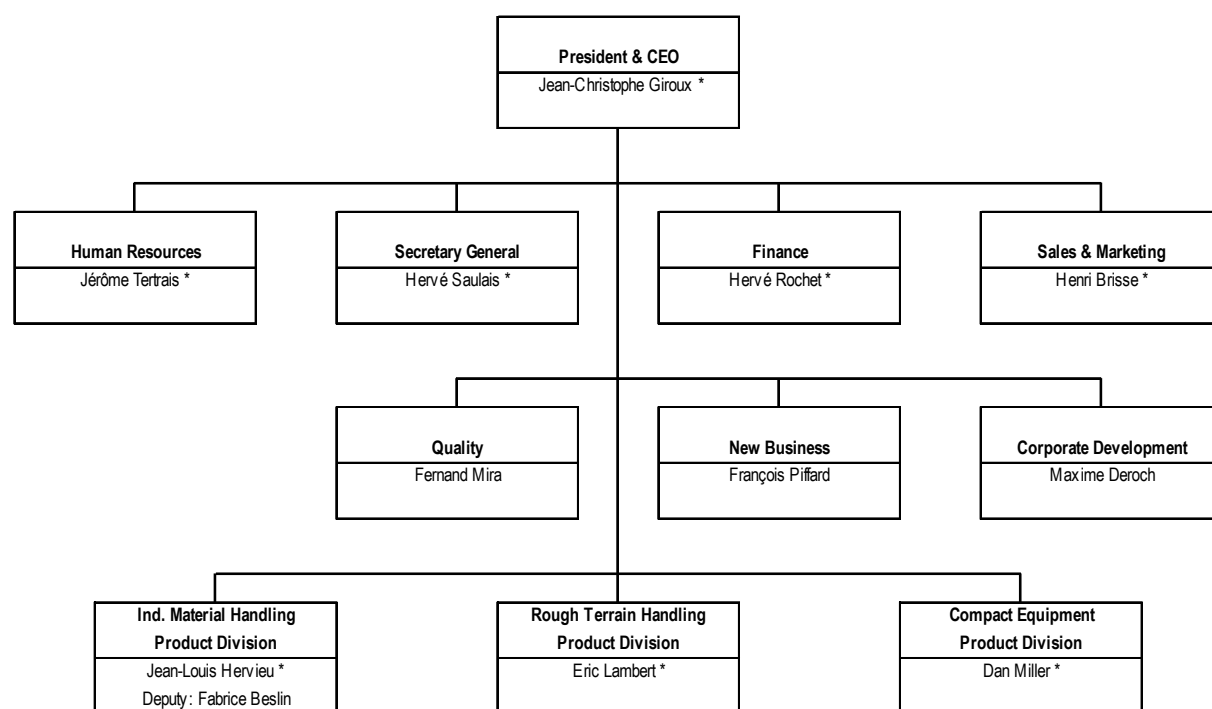 President & CEO
Jean-Christophe Giroux *
Human Resources
Jérôme Tertrais *
Secretary General
Hervé Saulais *
Finance
Hervé Rochet *
Sales & Marketing
Henri Brisse *
Quality
Fernand Mira
New Business
François Piffard
Corporate Development
Maxime Deroch
Ind. Material Handling
Product Division
Jean-Louis Hervieu *
Deputy: Fabrice Beslin
Rough Terrain Handling
Product Division
Eric Lambert *
Compact Equipment
Product Division
Dan Miller *